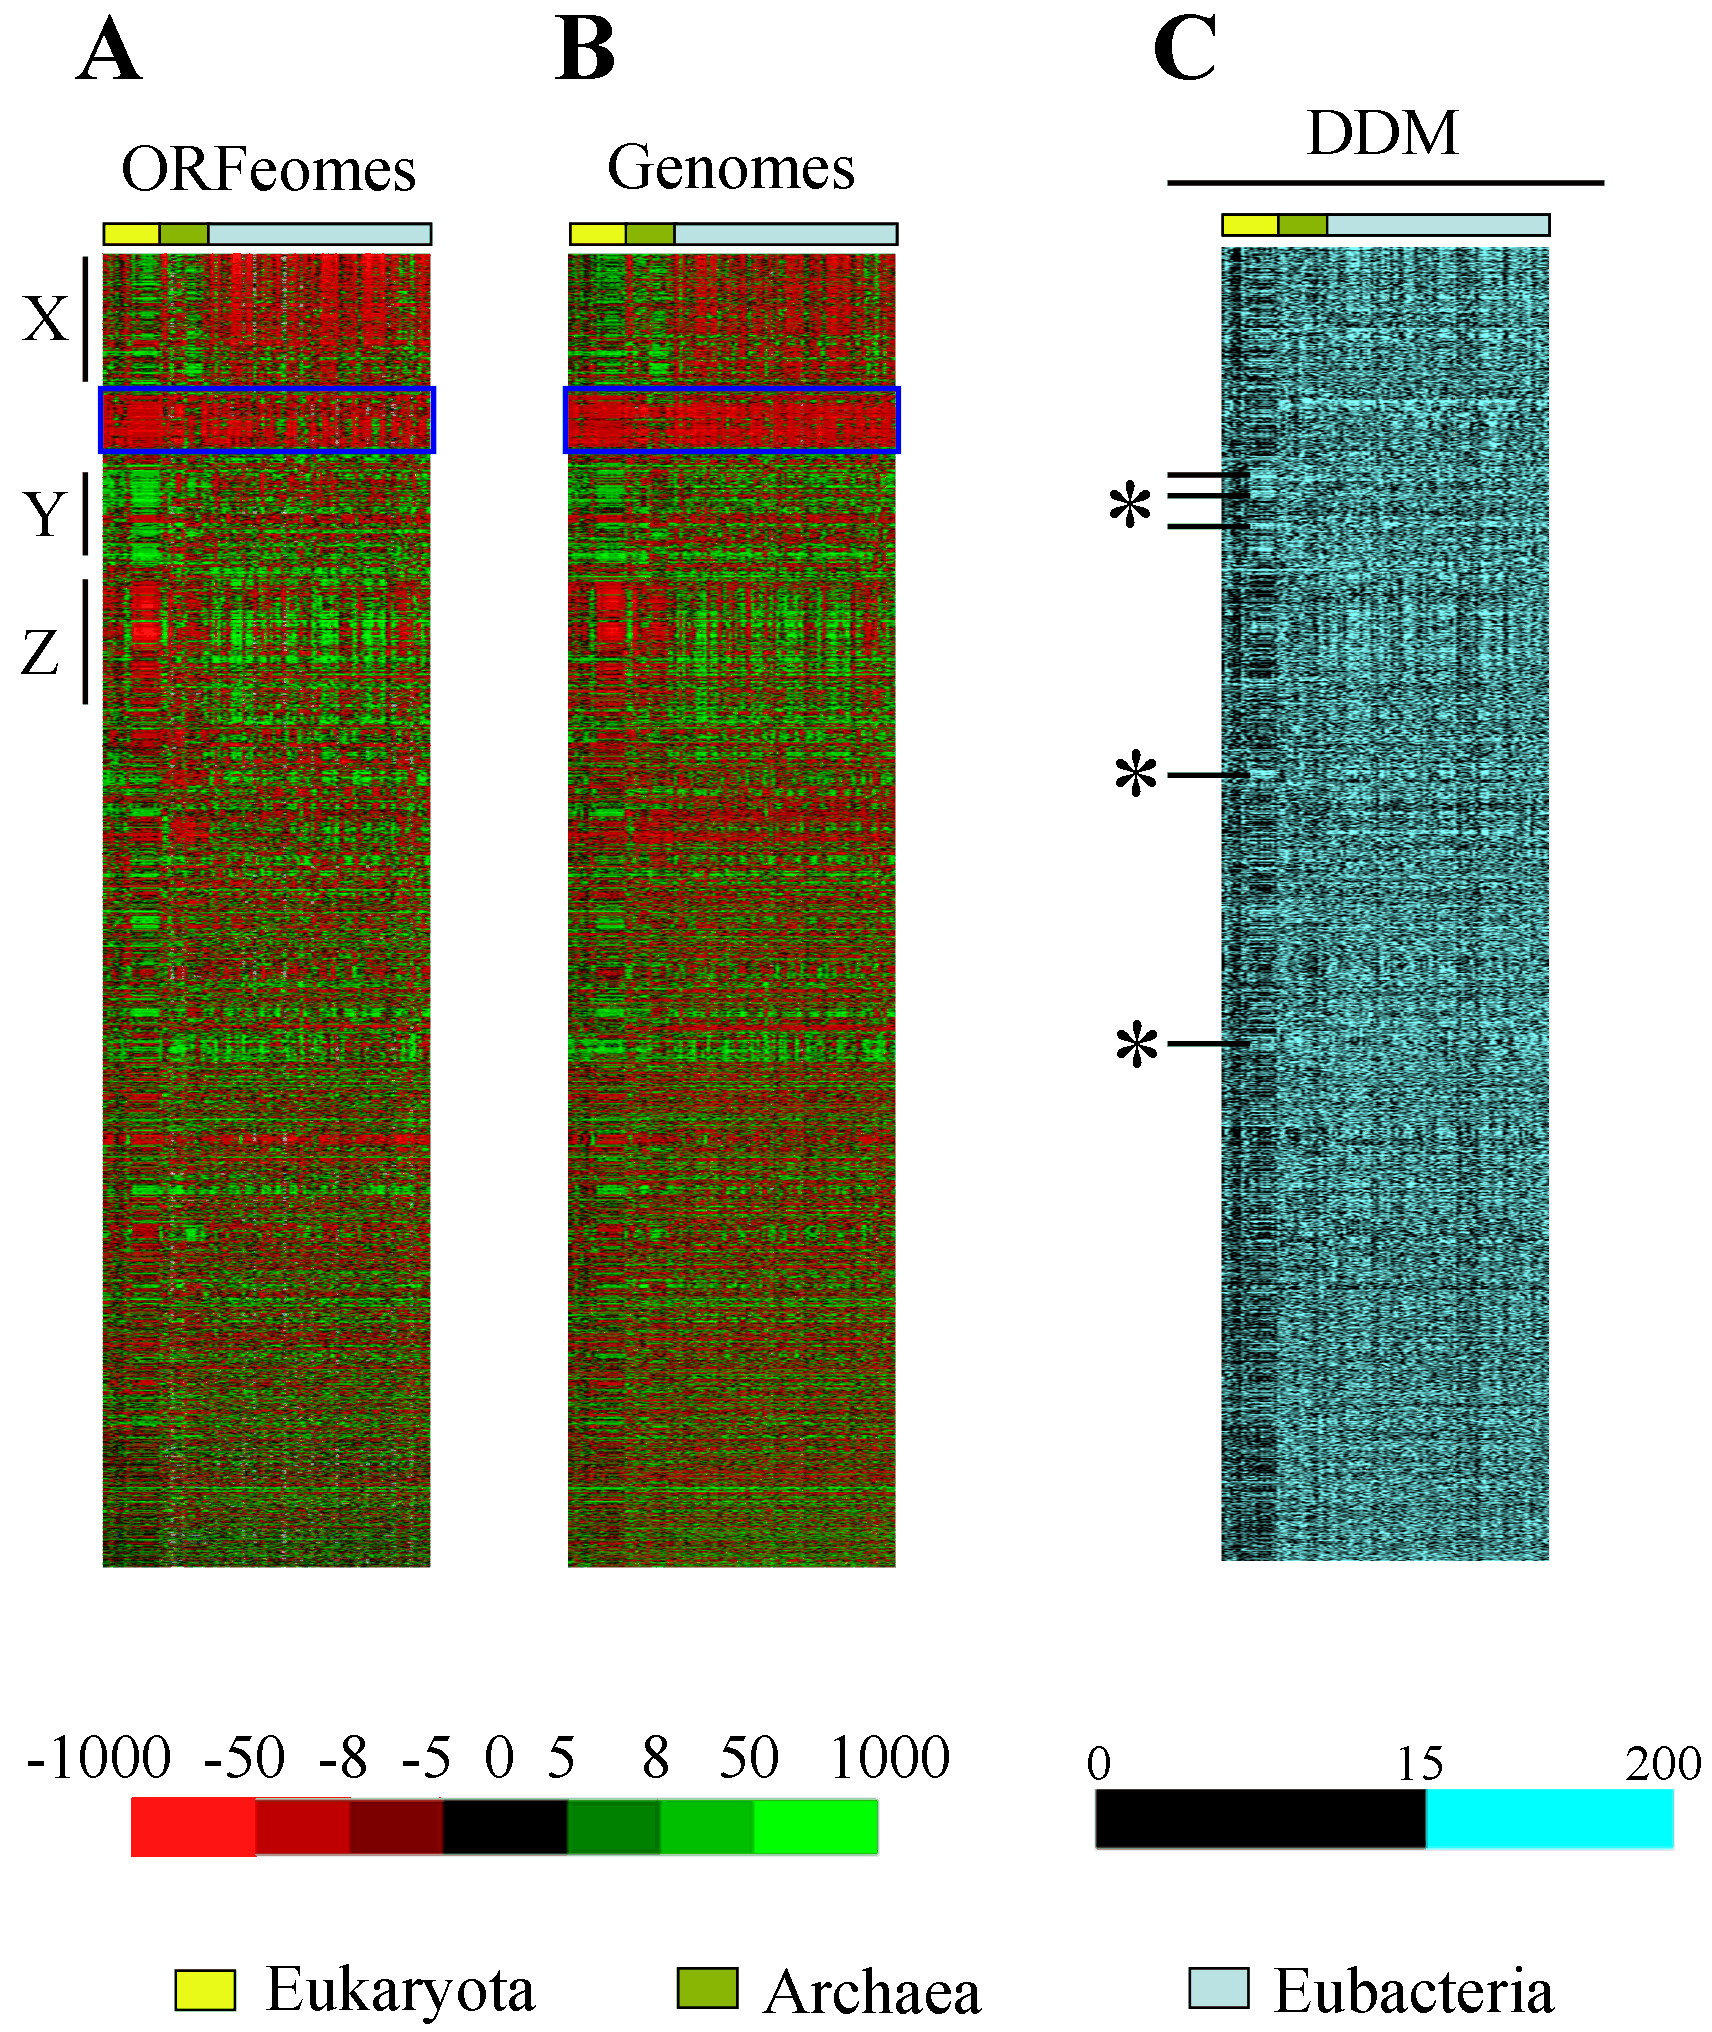 A B C
DDM
ORFeomes Genomes
X
Y
*
Z
*
*
-1000 -50 -8 -5 0 5 8 50 1000
0 15 200
Eukaryota Archaea Eubacteria